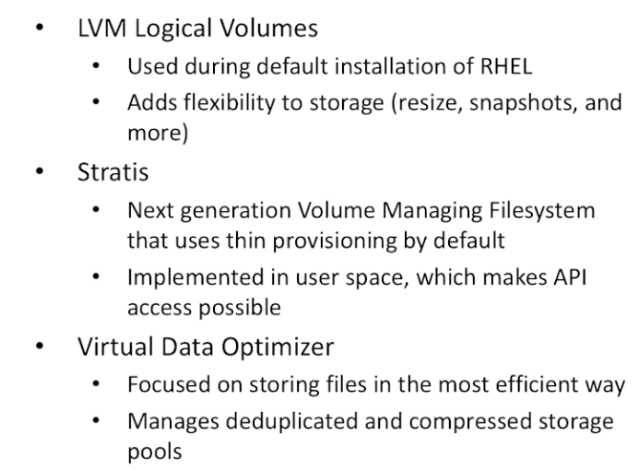 • LVM Logical Volumes
• Used during default installation of RHEL
• Adds flexibility to storage (resize, snapshots, and
more)
• Stratis
• Next generation Volume Managing Filesystem
that uses thin provisioning by default
• Implemented in user space, which makes API
access possible
• Virtual Data Optimizer
• Focused on storing files in the most efficient way
• Manages deduplicated and compressed storage
pools